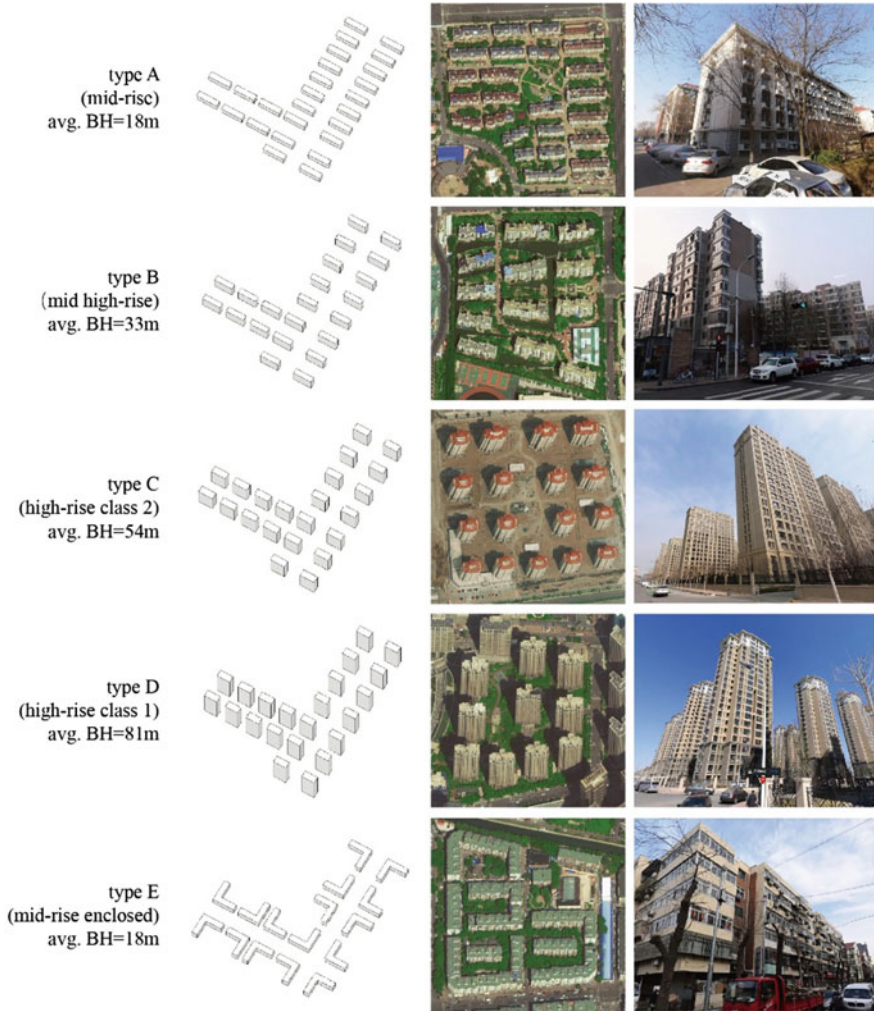 type A
(mid-risc)
avg. BH=18m
type B
(mid high-rise)
avg. BH=33m
type C
(high-rise class 2)
avg. BH=54m
type D
(high-rise class 1)
avg. BH=81m
type E
(mid-rise enclosed)
avg. BH=18m